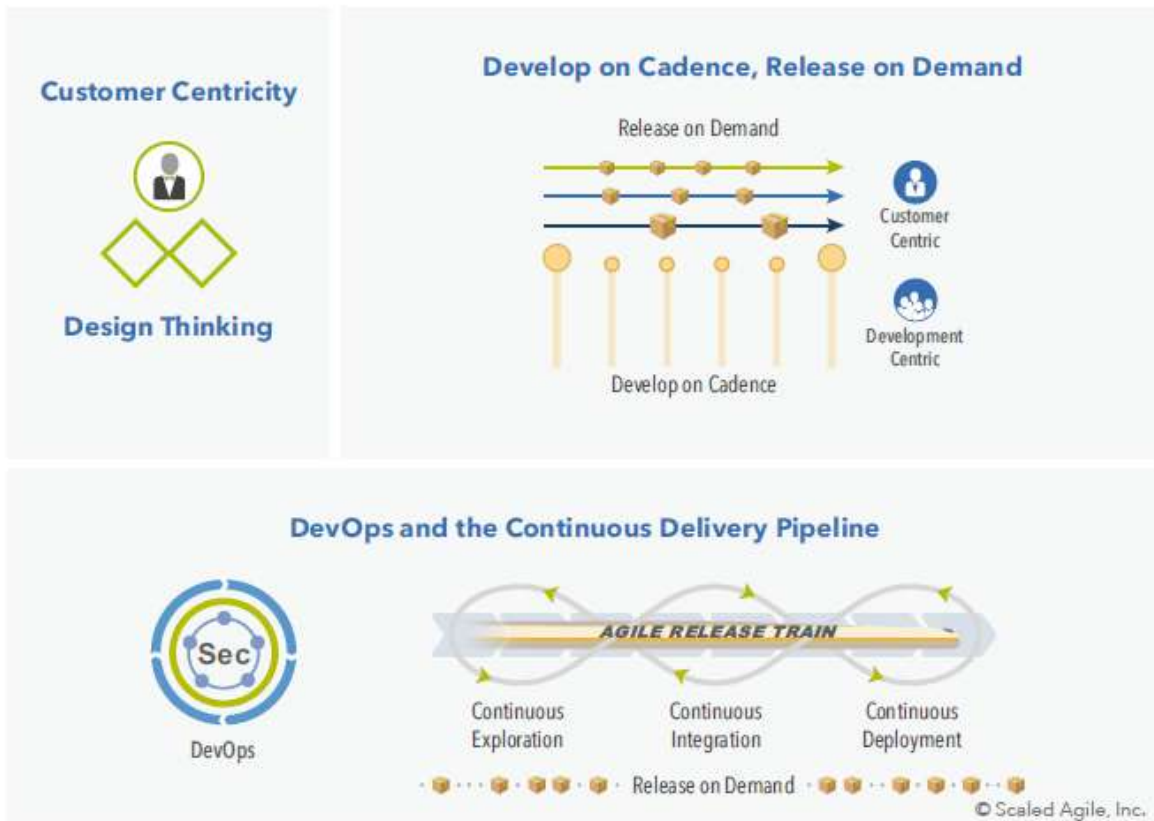 Customer Centricity
Design Thinking
Develop on Cadence, Release on Demand
Release on Demand
Customer
Centric
Development
Centric
Develop on Cadence
DevOps and the Continuous Delivery Pipeline
Sec
DevOps
AGILE RELEASE TRAIN
Continuous
Exploration
Continuous
Integration
Continuous
Deployment
Release on Demand
© Scaled Agile, Inc.